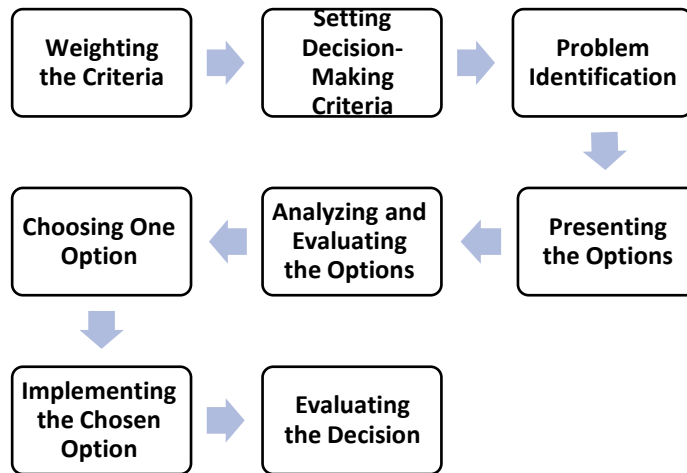 Weighting
the Criteria
Setting
Decision-
Making
Criteria
Problem
Identification
Presenting
the Options
Analyzing and
Evaluating
the Options
Choosing One
Option
Implementing
the Chosen
Option
Evaluating
the Decision